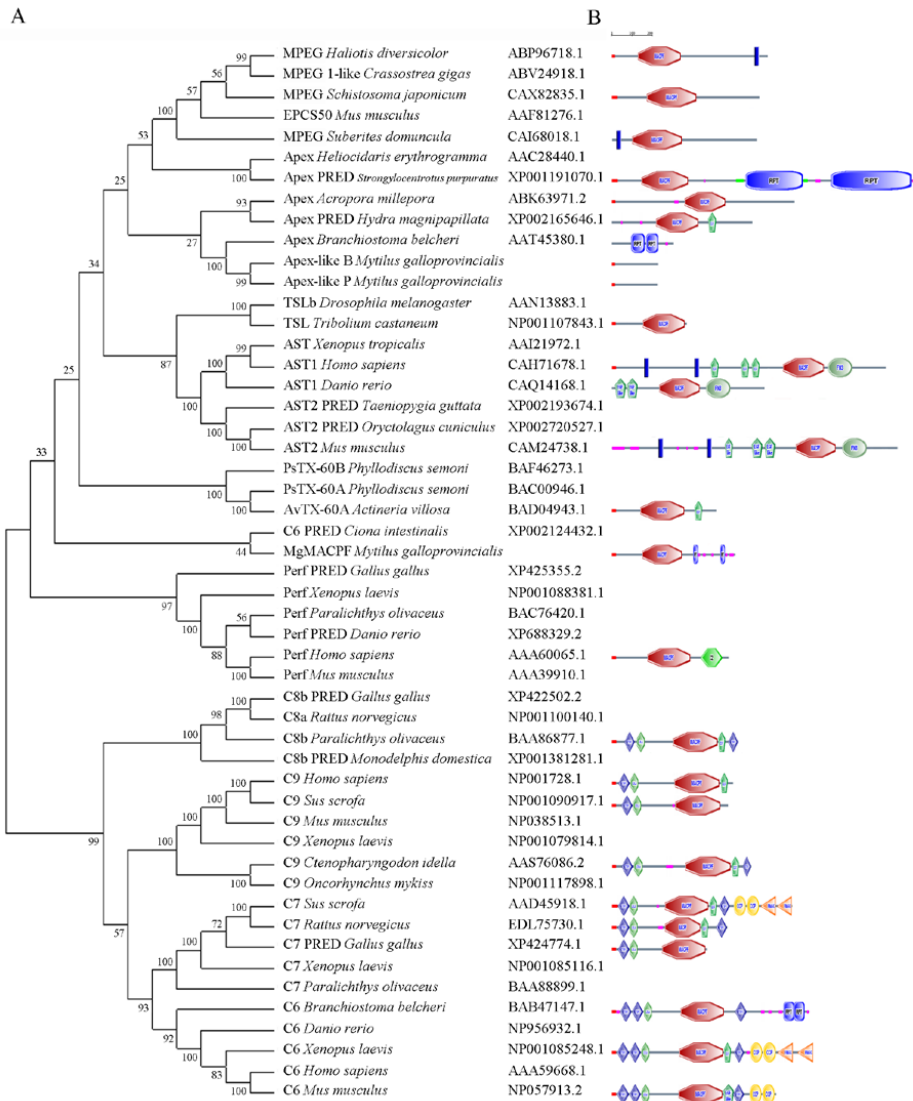 A B
MPEG Haliotis diversicolor ABP96718.1
99
MPEG 1-like Crassostrea gigas ABV24918.1
56
MPEG Schistosoma japonicum CAX82835.1
57
EPCS50 Mus musculus AAF81276.1
100
MPEG Suberites domuncula CAI68018.1
53
Apex Heliocidaris erythrogramma AAC28440.1
100
Apex PRED Strongylocentrotus purpuratus XP001191070.1 RPT RPT
25
Apex Acropora millepora ABK63971.2
93
Apex PRED Hydra magnipapillata XP002165646.1
27
Apex Branchiostoma belcheri AAT45380.1
100
Apex-like B Mytilus galloprovincialis
34
Apex-like P Mytilus galloprovincialis
99
TSLb Drosophila melanogaster AAN13883.1
100
TSL Tribolium castaneum NP001107843.1
AST Xenopus tropicalis AAI21972.1
99
87
AST1 Homo sapiens CAH71678.1
100
25
AST1 Danio rerio CAQ14168.1
100
AST2 PRED Taeniopygia guttata XP002193674.1
100
AST2 PRED Oryctolagus cuniculus XP002720527.1
100
AST2 Mus musculus CAM24738.1
33
PsTX-60B Phyllodiscus semoni BAF46273.1
100
PsTX-60A Phyllodiscus semoni BAC00946.1
100
AvTX-60A Actineria villosa BAD04943.1
C6 PRED Ciona intestinalis XP002124432.1
44
MgMACPF Mytilus galloprovincialis
Perf PRED Gallus gallus XP425355.2
97
Perf Xenopus laevis NP001088381.1
100
Perf Paralichthys olivaceus BAC76420.1
56
Perf PRED Danio rerio XP688329.2
88
Perf Homo sapiens AAA60065.1
100
Perf Mus musculus AAA39910.1
C8b PRED Gallus gallus XP422502.2
100
C8a Rattus norvegicus NP001100140.1
98
C8b Paralichthys olivaceus BAA86877.1
100
C8b PRED Monodelphis domestica XP001381281.1
C9 Homo sapiens NP001728.1
100
C9 Sus scrofa NP001090917.1
100
C9 Mus musculus NP038513.1
100
C9 Xenopus laevis NP001079814.1
99
100
C9 Ctenopharyngodon idella AAS76086.2
100
C9 Oncorhynchus mykiss NP001117898.1
C7 Sus scrofa AAD45918.1
72
C7 Rattus norvegicus EDL75730.1
57
100
C7 PRED Gallus gallus XP424774.1
100
C7 Xenopus laevis NP001085116.1
100
C7 Paralichthys olivaceus BAA88899.1
93
C6 Branchiostoma belcheri BAB47147.1
92
C6 Danio rerio NP956932.1
100
C6 Xenopus laevis NP001085248.1
83
C6 Homo sapiens AAA59668.1
100
C6 Mus musculus NP057913.2